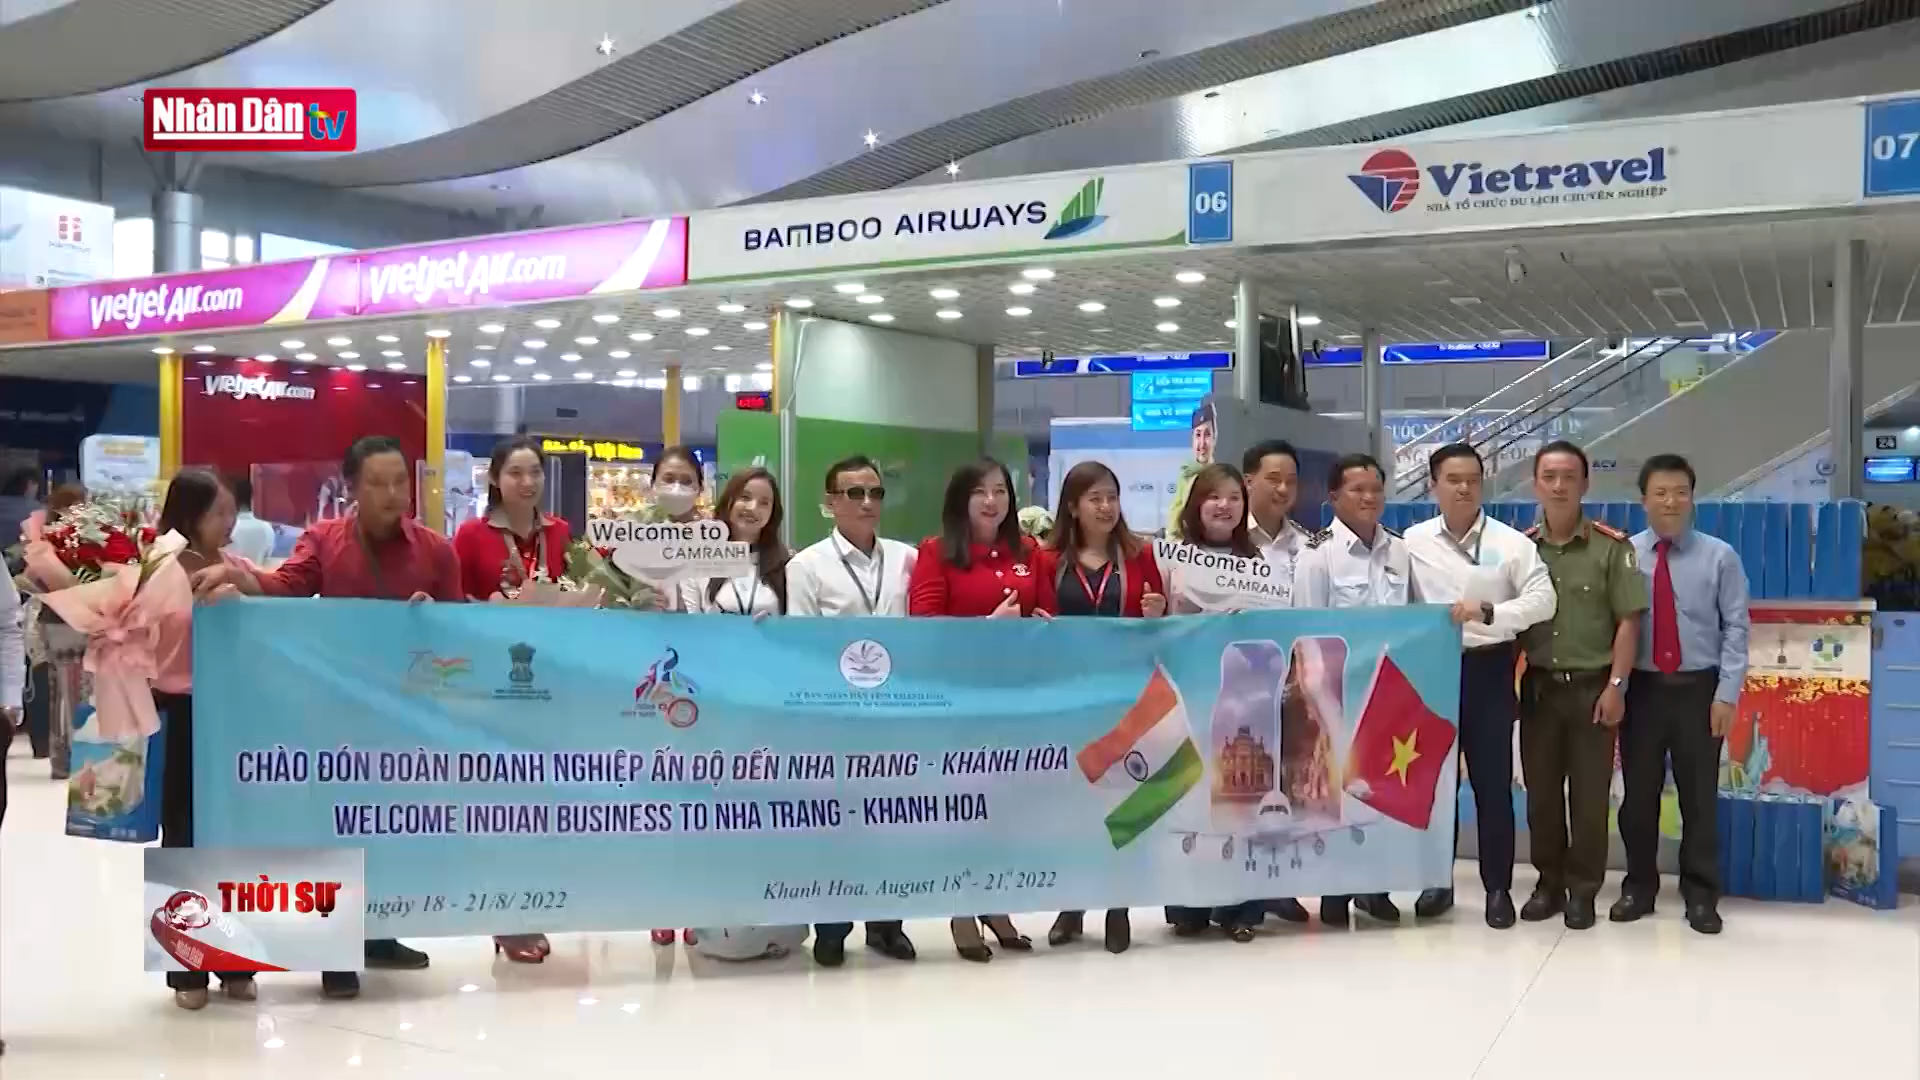 Nhân Dân tv
Vietravel
NHÀ TỔ CHỨC DU LỊCH CHUYÊN NGHIỆP
07
BAMBOO AIRWAYS
06
vietjetAir.com
vietjetAir.com
vietjetAir.com
Welcome to
CAMRANH
Welcome to
CAMRANH
CHÀO ĐÓN ĐOÀN DOANH NGHIỆP ẤN ĐỘ ĐẾN NHA TRANG - KHÁNH HÒA
WELCOME INDIAN BUSINESS TO NHA TRANG - KHANH HOA
ngày 18 - 21/8/ 2022
Khanh Hoa, August 18th - 21st, 2022
THỜI SỰ
NHÂN DÂN
365